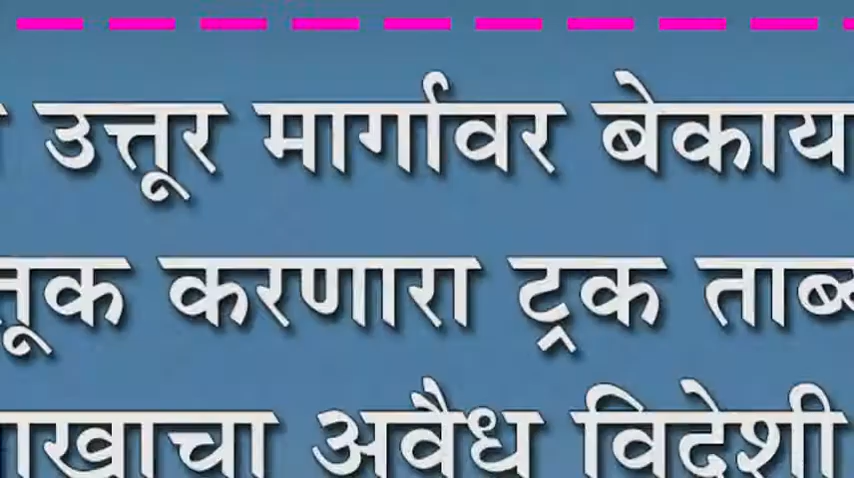 उत्तूर मार्गावर बेकाय
तूक करणारा ट्रक ताब्
ाखाचा अवैध विदेशी